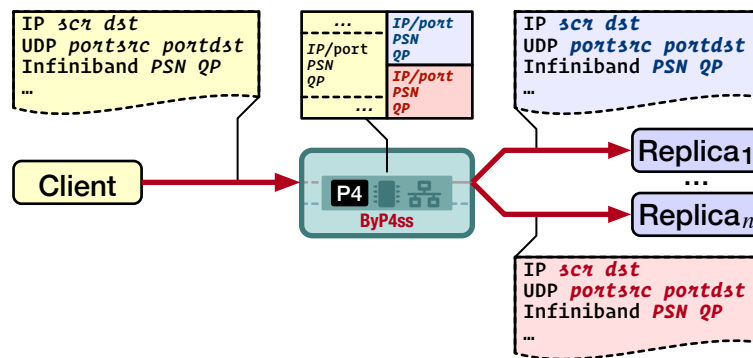 IP scr dst
UDP portsrc portdst
Infiniband PSN QP
…
...
IP/port
PSN
QP
...
IP/port
PSN
QP
IP/port
PSN
QP
IP scr dst
UDP portsrc portdst
Infiniband PSN QP
…
Client
P4
ByP4ss
Replica1
...
Replican
IP scr dst
UDP portsrc portdst
Infiniband PSN QP
…